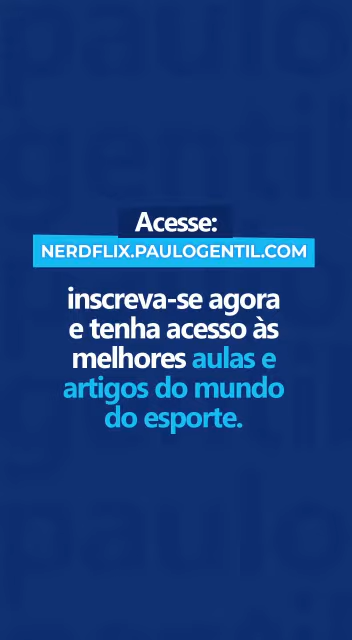 Acesse:
NERDFLIX.PAULOGENTIL.COM
inscreva-se agora
e tenha acesso às
melhores aulas e
artigos do mundo
do esporte.